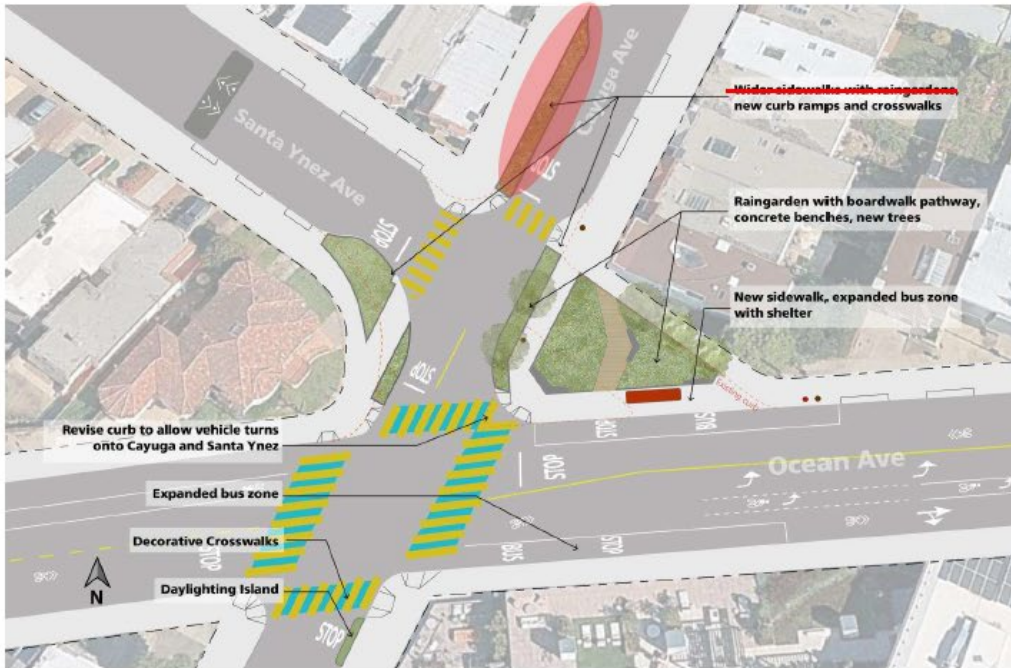 Cayuga Ave
Wider sidewalks with raingardens,
new curb ramps and crosswalks
Santa Ynez Ave
STOP
STOP
Raingarden with boardwalk pathway,
concrete benches, new trees
New sidewalk, expanded bus zone
with shelter
STOP
Existing curb
Revise curb to allow vehicle turns
onto Cayuga and Santa Ynez
STOP
BUS
STOP
Ocean Ave
Expanded bus zone
BUS
STOP
STOP
Decorative Crosswalks
N
Daylighting Island
STOP